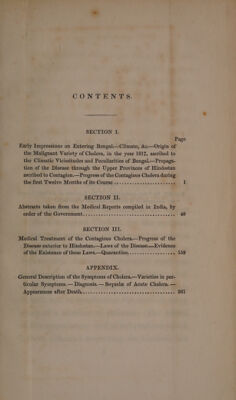 CONTENTS.
SECTION I.
Page
Early Impressions on Entering Bengal.—Climate, &c.—Origin of
the Malignant Variety of Cholera, in the year 1817, ascribed to
the Climatic Vicissitudes and Peculiarities of Bengal.—Propaga-
tion of the Disease through the Upper Provinces of Hindostan
ascribed to Contagion.—Progress of the Contagious Cholera during
the first Twelve Months of its Course ........................ 1
SECTION II.
Abstracts taken from the Medical Reports compiled in India, by
order of the Government.................................... 48
SECTION III.
Medical Treatment of the Contagious Cholera.—Progress of the
Disease exterior to Hindostan.—Laws of the Disease.—Evidence
of the Existence of these Laws.—Quarantine..................
APPENDIX.
General Description of the Symptoms of Cholera.—Varieties in par-
ticular Symptoms. — Diagnosis. — Sequelæ of Acute Cholera. —
Appearances after Death....................................